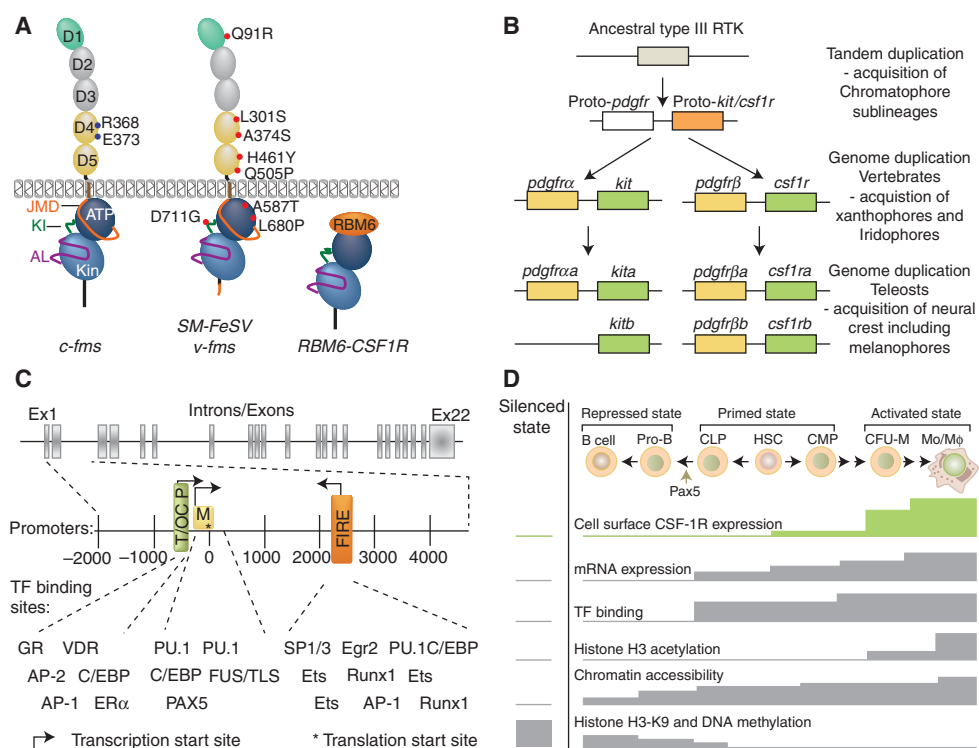 A
D1
D2
D3
D4
D5
R368
E373
JMD
KI
AL
ATP
Kin
c-fms
Q91R
L301S
A374S
H461Y
Q505P
D711G
A587T
L680P
SM-FeSV
v-fms
RBM6
RBM6-CSF1R
B
Ancestral type III RTK
Proto-pdgfr
Proto-kit/csf1r
Tandem duplication
- acquisition of
Chromatophore
sublineages
pdgfrα
kit
pdgfrβ
csf1r
Genome duplication
Vertebrates
- acquistion of
xanthophores and
Iridophores
pdgfrαa
kita
pdgfrβa
csf1ra
kitb
pdgfrβb
csf1rb
Genome duplication
Teleosts
- acquisition of neural
crest including
melanophores
C
Ex1
Introns/Exons
Ex22
T/OC P
M
*
FIRE
Promoters:
−2000 −1000 0 1000 2000 3000 4000
TF binding
sites:
GR VDR PU.1 PU.1 SP1/3 Egr2 PU.1 C/EBP
AP-2 C/EBP C/EBP FUS/TLS Ets Runx1 Ets
AP-1 ERα PAX5 Ets AP-1 Runx1
Transcription start site
* Translation start site
D
Silenced
state
Repressed state
Primed state
Activated state
B cell Pro-B CLP HSC CMP CFU-M Mo/MΦ
Pax5
Cell surface CSF-1R expression
mRNA expression
TF binding
Histone H3 acetylation
Chromatin accessibility
Histone H3-K9 and DNA methylation